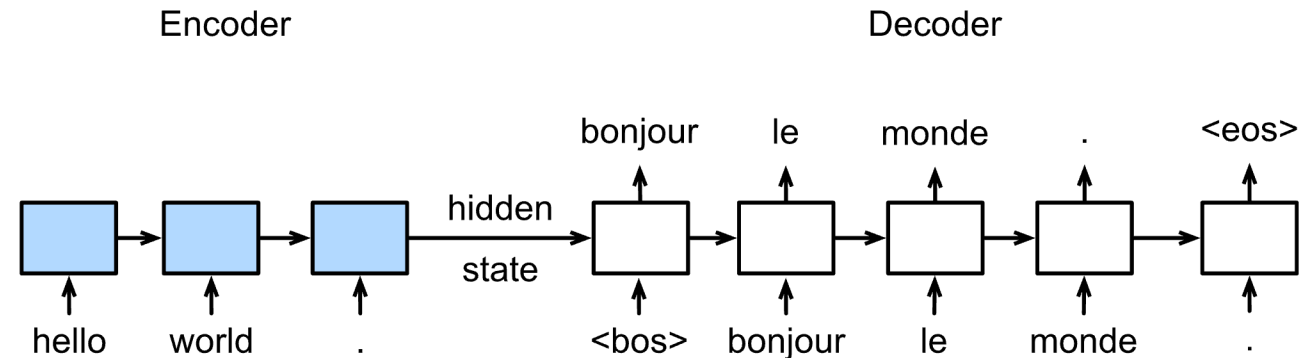 Encoder Decoder
bonjour le monde . <eos>
hidden
state
hello world . <bos> bonjour le monde .